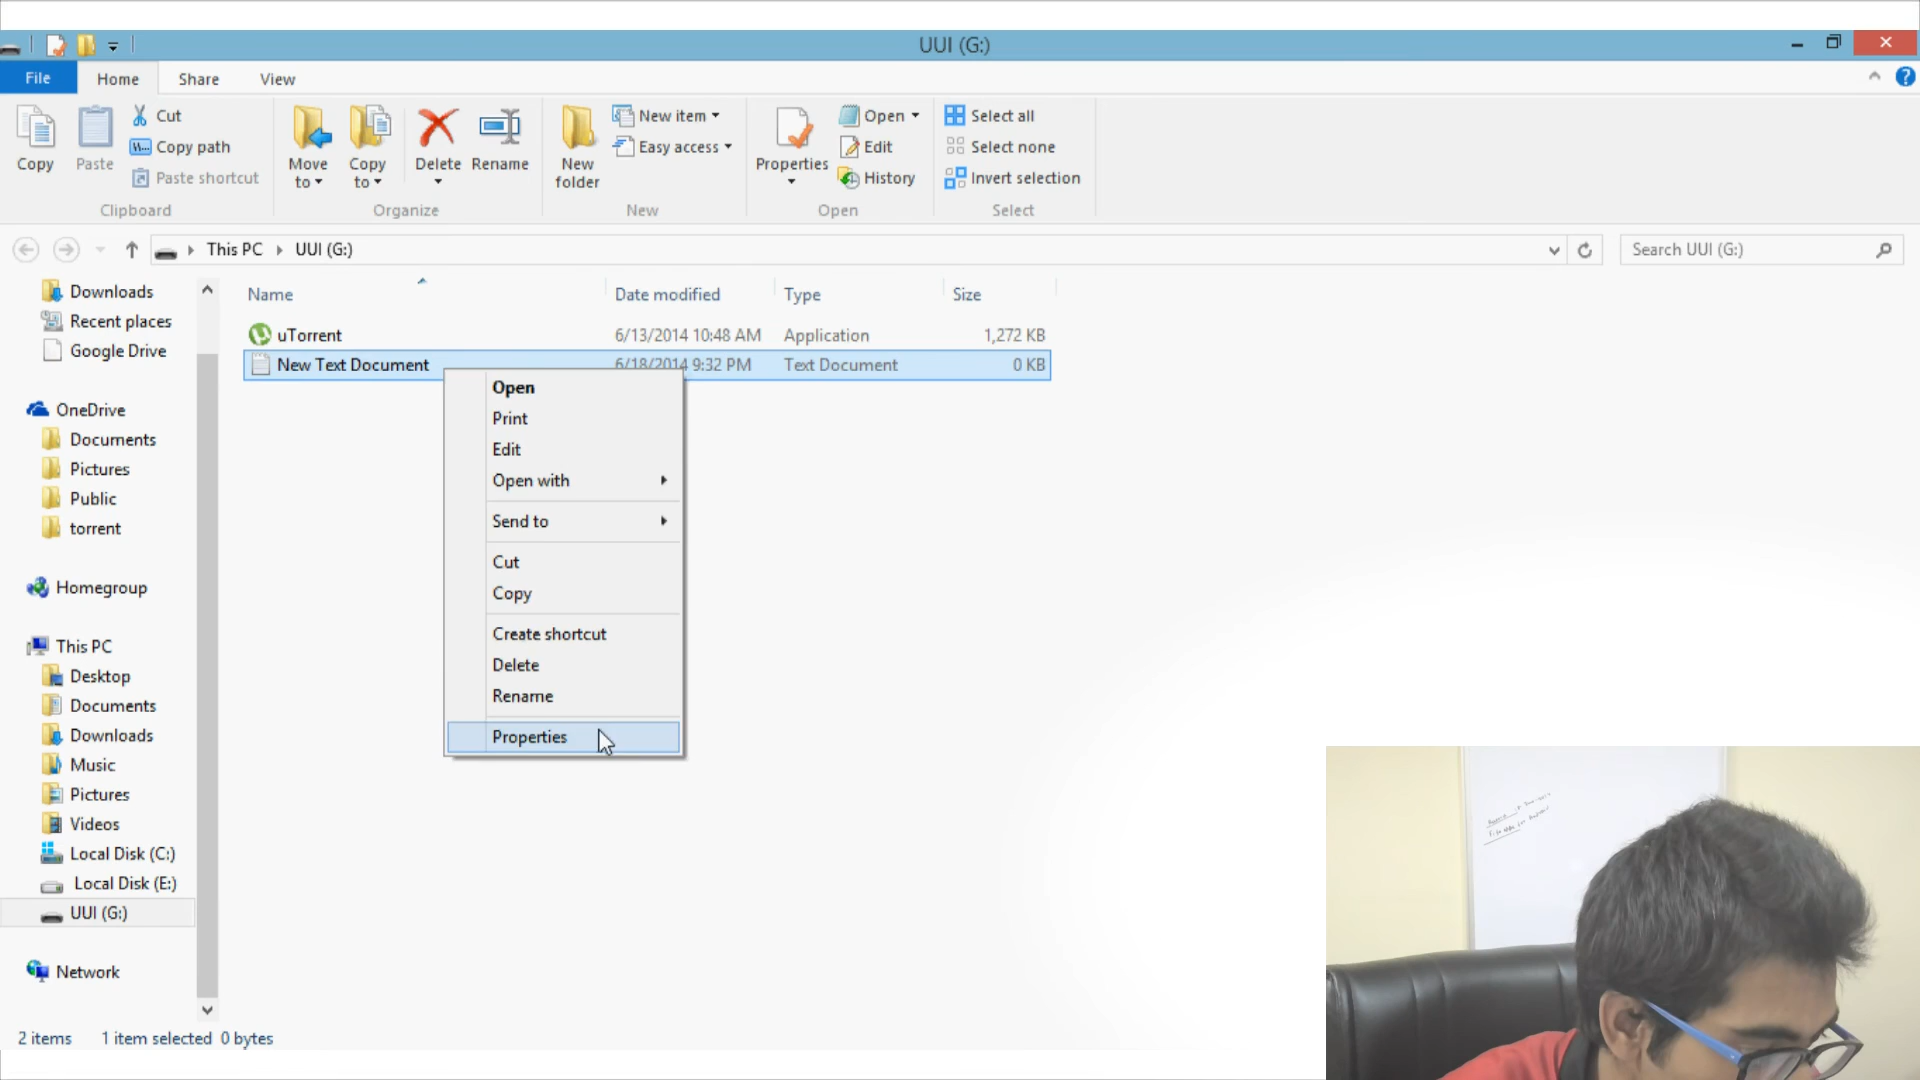 UUI (G:)
File
Home
Share
View
Copy
Paste
Cut
Copy path
Paste shortcut
Clipboard
Move to
Copy to
Delete
Rename
Organize
New folder
New item
Easy access
New
Properties
Open
Edit
History
Open
Select all
Select none
Invert selection
Select
This PC
UUI (G:)
Search UUI (G:)
Downloads
Recent places
Google Drive
OneDrive
Documents
Pictures
Public
torrent
Homegroup
This PC
Desktop
Documents
Downloads
Music
Pictures
Videos
Local Disk (C:)
Local Disk (E:)
UUI (G:)
Network
Name Date modified Type Size
uTorrent 6/13/2014 10:48 AM Application 1,272 KB
New Text Document 6/18/2014 9:32 PM Text Document 0 KB
Open
Print
Edit
Open with
Send to
Cut
Copy
Create shortcut
Delete
Rename
Properties
2 items 1 item selected 0 bytes